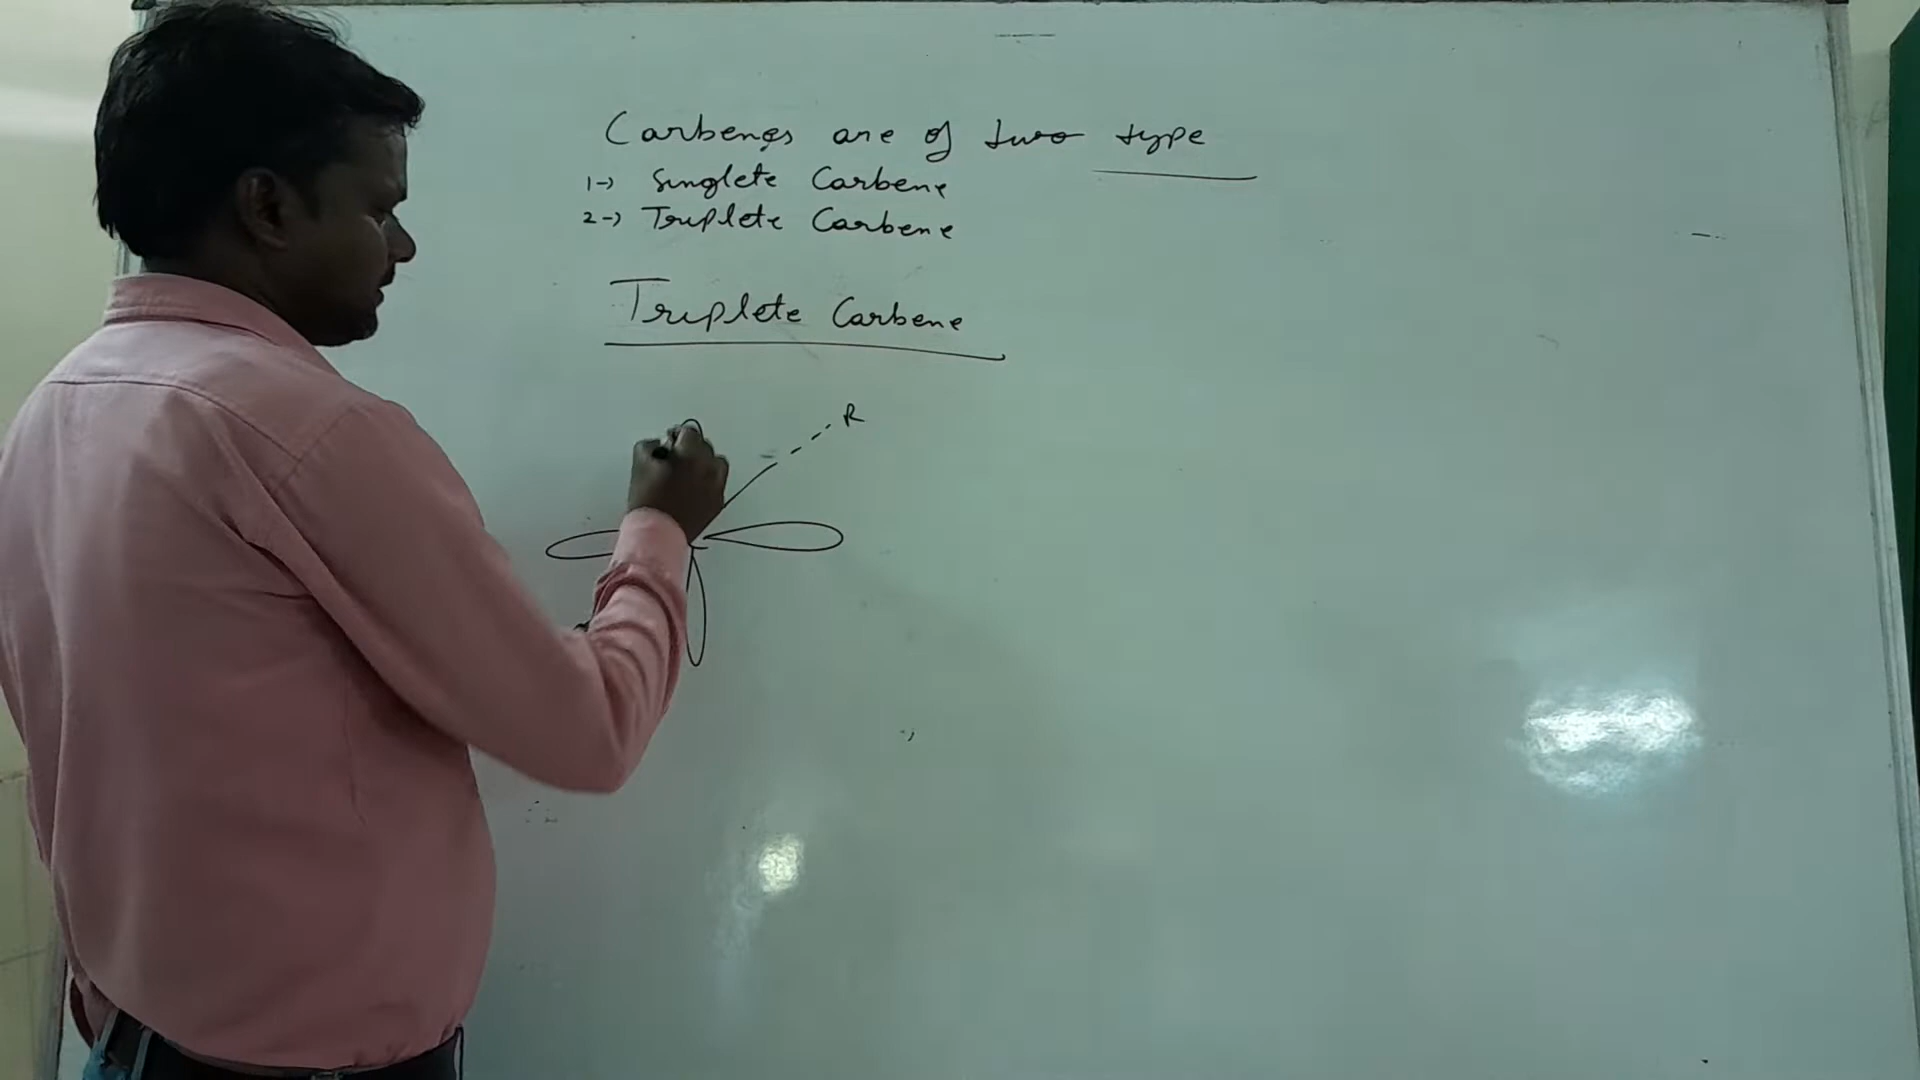 Carbenes are of two type
1-) Singlete Carbene
2-) Triplete Carbene
Triplete Carbene
R